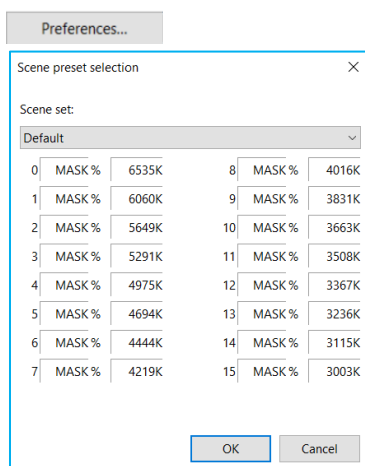 Preferences...
Scene preset selection
Scene set:
Default
0 MASK % 6535K 8 MASK % 4016K
1 MASK % 6060K 9 MASK % 3831K
2 MASK % 5649K 10 MASK % 3663K
3 MASK % 5291K 11 MASK % 3508K
4 MASK % 4975K 12 MASK % 3367K
5 MASK % 4694K 13 MASK % 3236K
6 MASK % 4444K 14 MASK % 3115K
7 MASK % 4219K 15 MASK % 3003K
OK Cancel